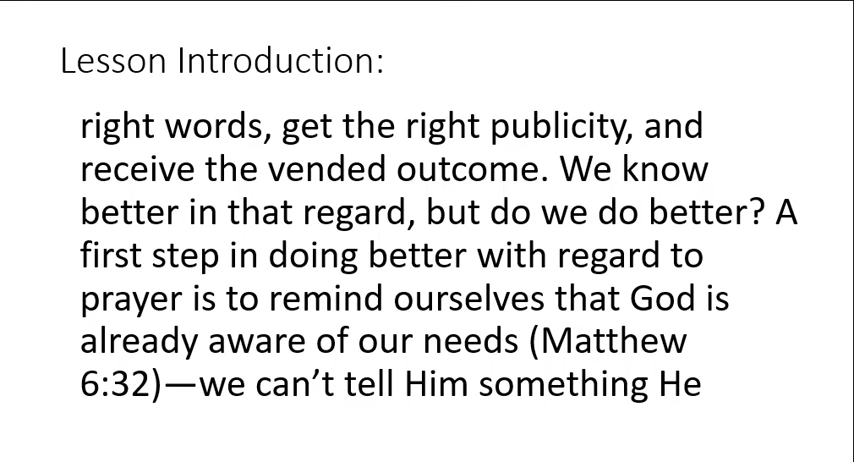 Lesson Introduction:
right words, get the right publicity, and
receive the vended outcome. We know
better in that regard, but do we do better? A
first step in doing better with regard to
prayer is to remind ourselves that God is
already aware of our needs (Matthew
6:32)—we can’t tell Him something He